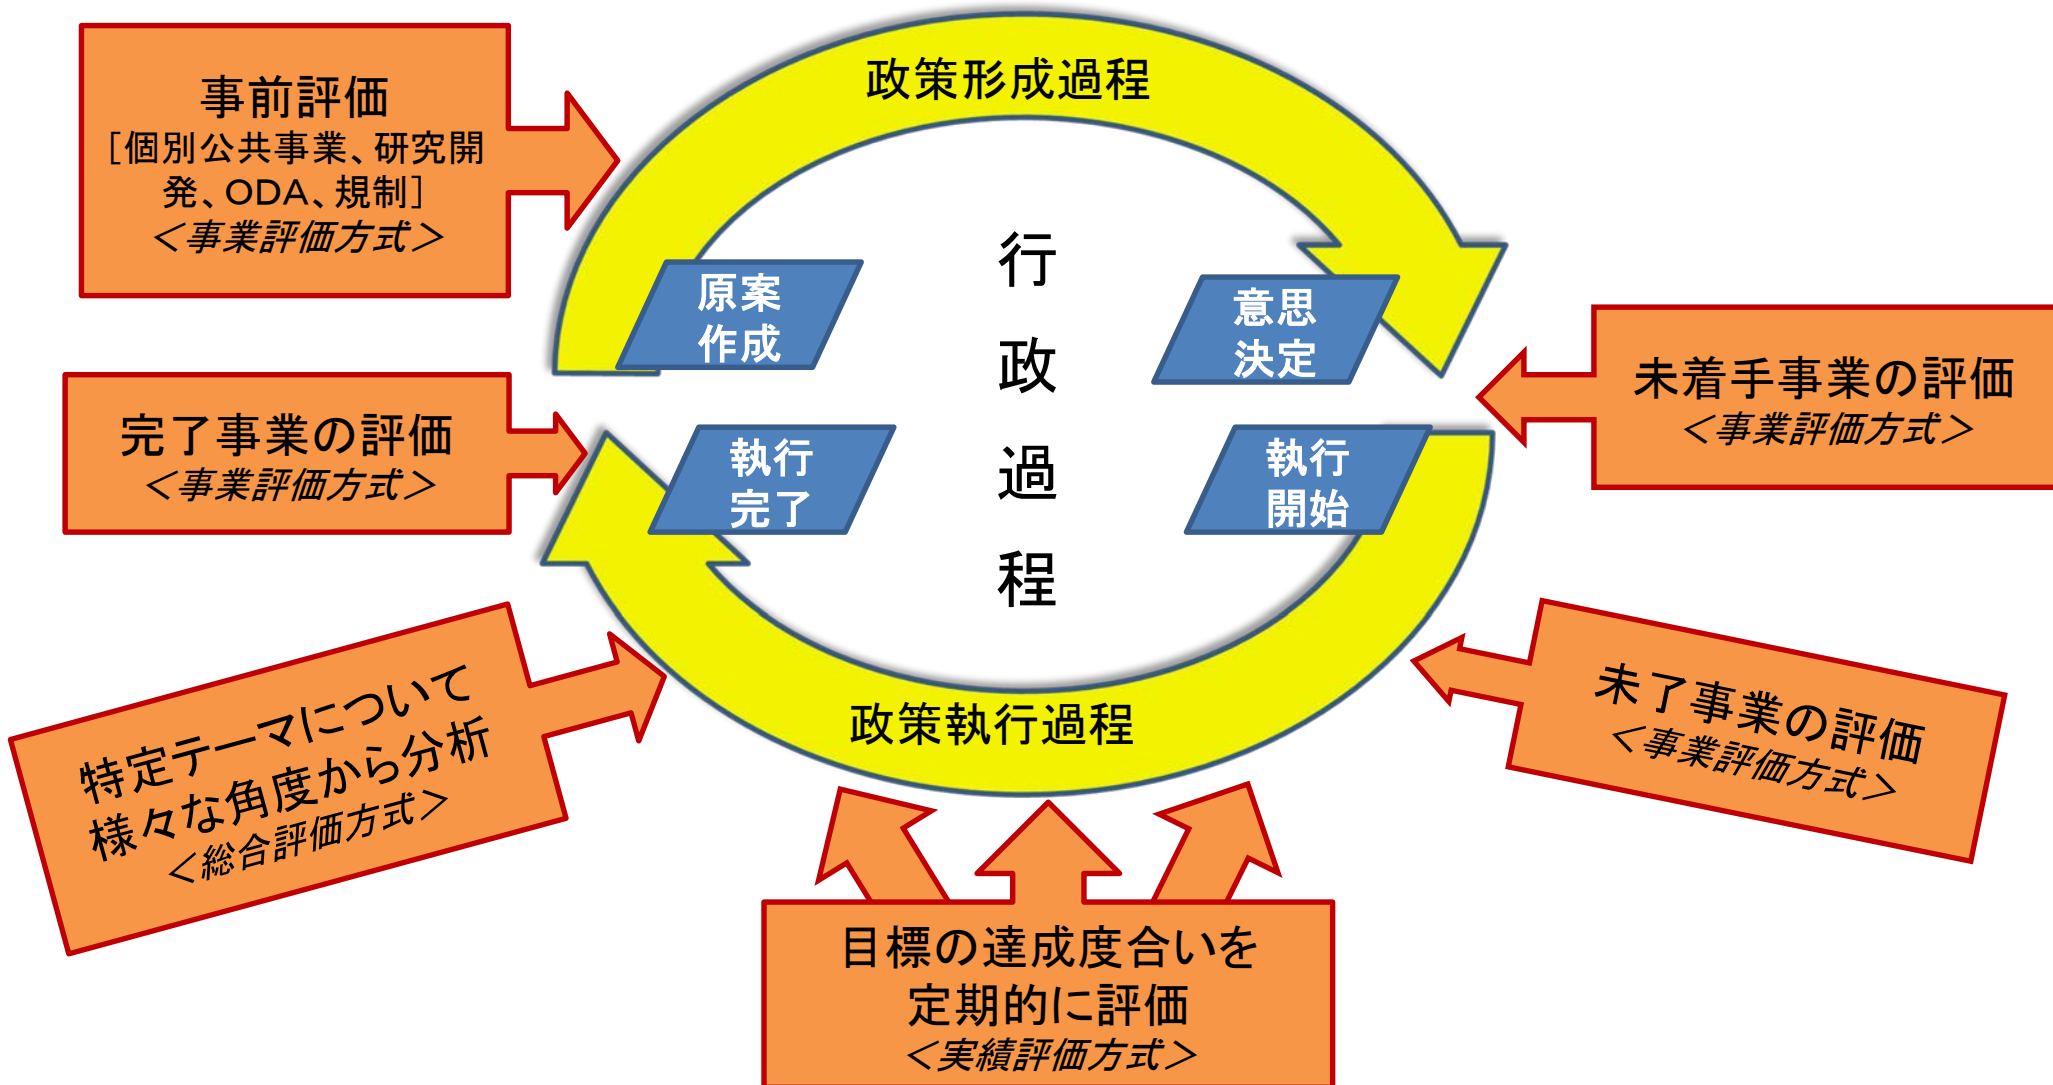 政策形成過程
事前評価
［個別公共事業、研究開
発、ＯＤＡ、規制］
＜事業評価方式＞
原案
作成
意思
決定
行
政
過
程
未着手事業の評価
＜事業評価方式＞
完了事業の評価
＜事業評価方式＞
執行
完了
執行
開始
未了事業の評価
＜事業評価方式＞
政策執行過程
特定テーマについて
様々な角度から分析
＜総合評価方式＞
目標の達成度合いを
定期的に評価
＜実績評価方式＞